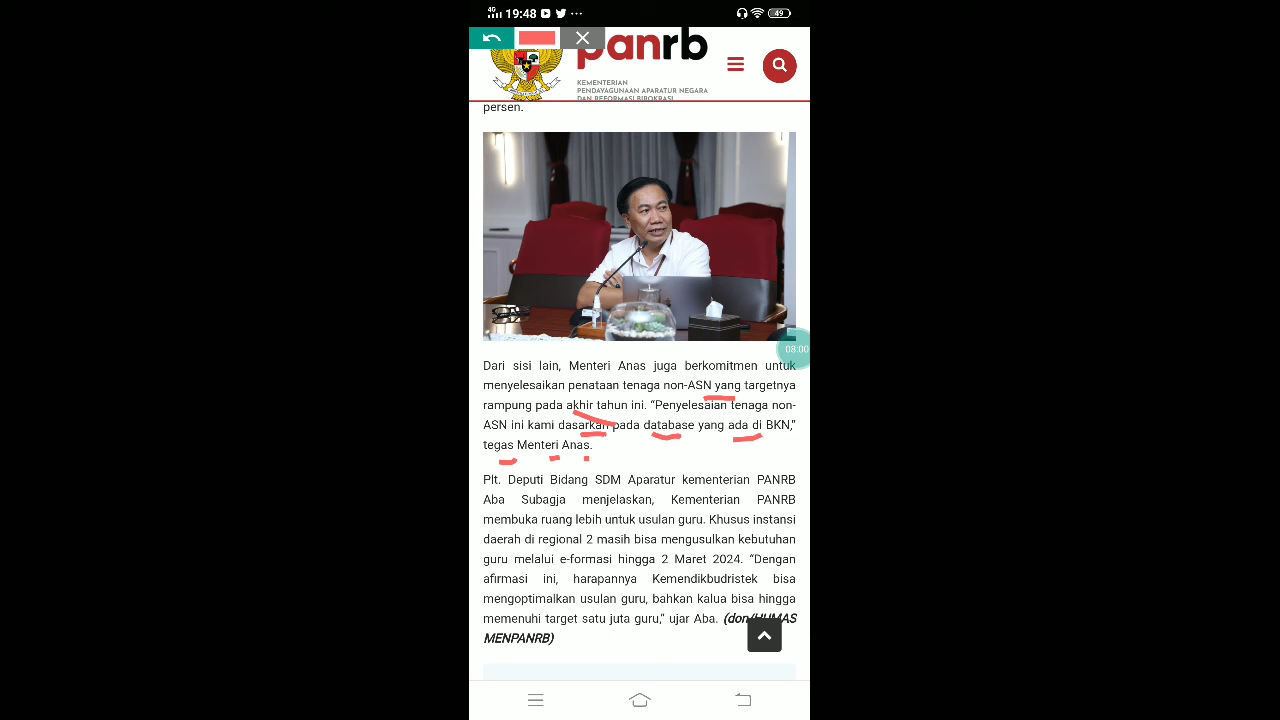 4G 19:48 49
panrb
KEMENTERIAN
PENDAYAGUNAAN APARATUR NEGARA
DAN REFORMASI BIROKRASI
persen.
08:00
Dari sisi lain, Menteri Anas juga berkomitmen untuk
menyelesaikan penataan tenaga non-ASN yang targetnya
rampung pada akhir tahun ini. “Penyelesaian tenaga non-
ASN ini kami dasarkan pada database yang ada di BKN,”
tegas Menteri Anas.
Plt. Deputi Bidang SDM Aparatur kementerian PANRB
Aba Subagja menjelaskan, Kementerian PANRB
membuka ruang lebih untuk usulan guru. Khusus instansi
daerah di regional 2 masih bisa mengusulkan kebutuhan
guru melalui e-formasi hingga 2 Maret 2024. “Dengan
afirmasi ini, harapannya Kemendikbudristek bisa
mengoptimalkan usulan guru, bahkan kalua bisa hingga
memenuhi target satu juta guru,” ujar Aba. (don/HUMAS
MENPANRB)